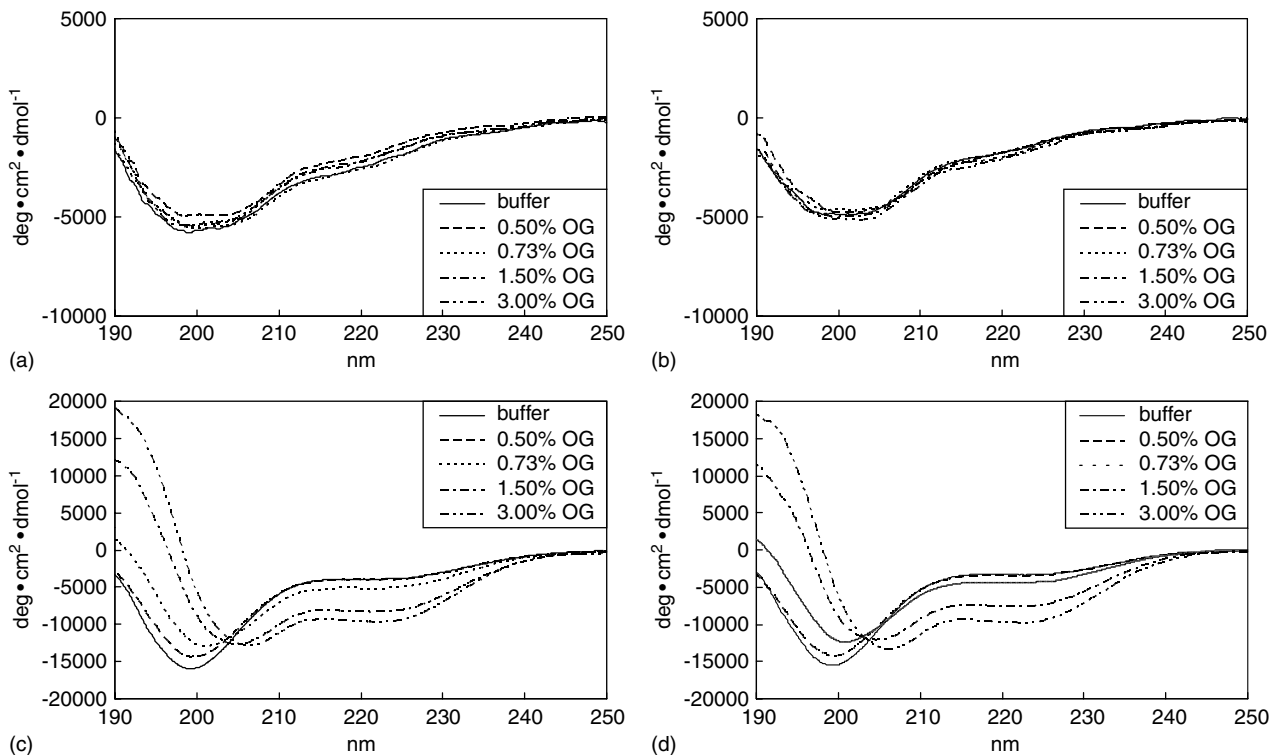 5000
0
-5000
-10000
deg•cm²•dmol⁻¹
buffer
0.50% OG
0.73% OG
1.50% OG
3.00% OG
190 200 210 220 230 240 250
nm
(a)
5000
0
-5000
-10000
deg•cm²•dmol⁻¹
buffer
0.50% OG
0.73% OG
1.50% OG
3.00% OG
190 200 210 220 230 240 250
nm
(b)
20000
15000
10000
5000
0
-5000
-10000
-15000
-20000
deg•cm²•dmol⁻¹
buffer
0.50% OG
0.73% OG
1.50% OG
3.00% OG
190 200 210 220 230 240 250
nm
(c)
20000
15000
10000
5000
0
-5000
-10000
-15000
-20000
deg•cm²•dmol⁻¹
buffer
0.50% OG
0.73% OG
1.50% OG
3.00% OG
190 200 210 220 230 240 250
nm
(d)